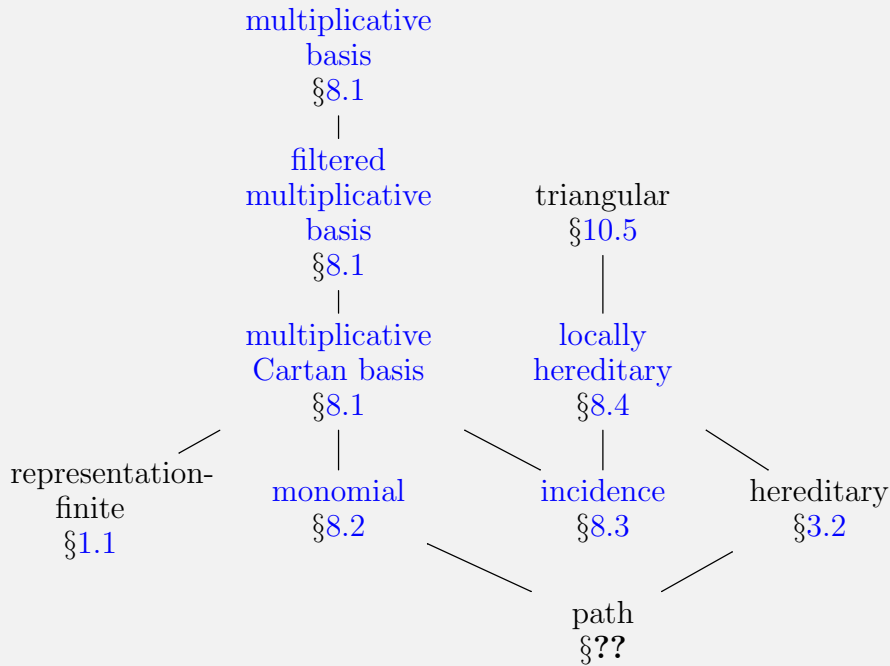 multiplicative
basis
§8.1
filtered
multiplicative
basis
§8.1
triangular
§10.5
multiplicative
Cartan basis
§8.1
locally
hereditary
§8.4
representation-
finite
§1.1
monomial
§8.2
incidence
§8.3
hereditary
§3.2
path
§??